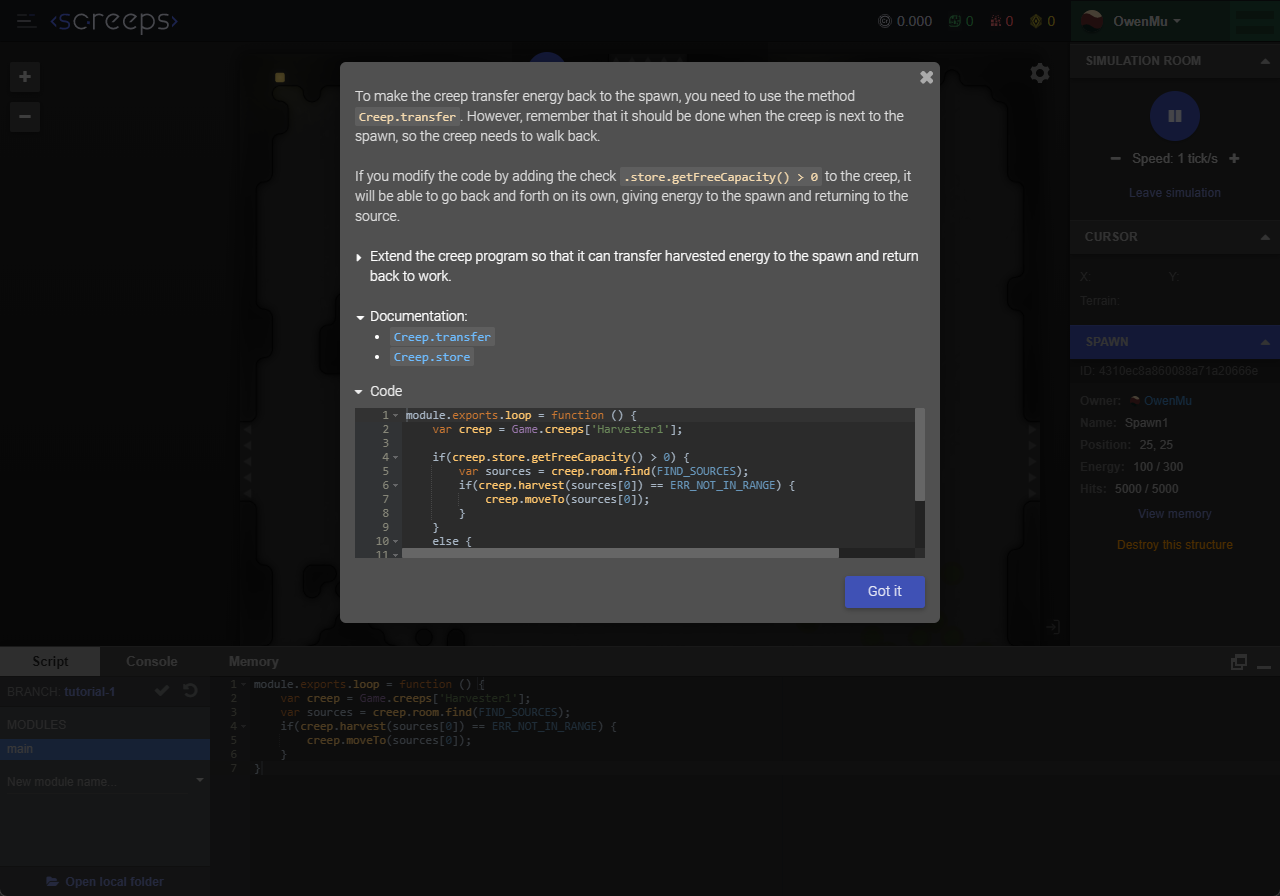 screeps
0.000 0 0 0 OwenMu
To make the creep transfer energy back to the spawn, you need to use the method
Creep.transfer . However, remember that it should be done when the creep is next to the
spawn, so the creep needs to walk back.
If you modify the code by adding the check .store.getFreeCapacity() > 0 to the creep, it
will be able to go back and forth on its own, giving energy to the spawn and returning to the
source.
Extend the creep program so that it can transfer harvested energy to the spawn and return
back to work.
Documentation:
Creep.transfer
Creep.store
Code
1 module.exports.loop = function () {
2 var creep = Game.creeps['Harvester1'];
3
4 if(creep.store.getFreeCapacity() > 0) {
5 var sources = creep.room.find(FIND_SOURCES);
6 if(creep.harvest(sources[0]) == ERR_NOT_IN_RANGE) {
7 creep.moveTo(sources[0]);
8 }
9 }
10 else {
11
Got it
SIMULATION ROOM
Speed: 1 tick/s
Leave simulation
CURSOR
X: Y:
Terrain:
SPAWN
ID: 4310ec8a860088a71a20666e
Owner: OwenMu
Name: Spawn1
Position: 25, 25
Energy: 100 / 300
Hits: 5000 / 5000
View memory
Destroy this structure
Script Console Memory
BRANCH: tutorial-1
MODULES
main
New module name...
Open local folder
1 module.exports.loop = function () {
2 var creep = Game.creeps['Harvester1'];
3 var sources = creep.room.find(FIND_SOURCES);
4 if(creep.harvest(sources[0]) == ERR_NOT_IN_RANGE) {
5 creep.moveTo(sources[0]);
6 }
7 }